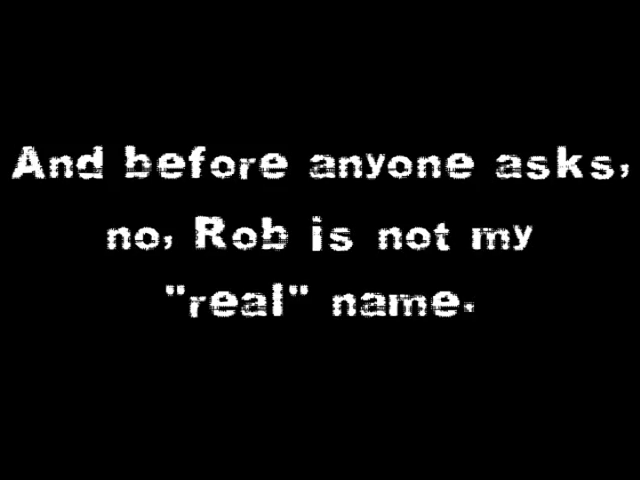 And before anyone asks,
no, Rob is not my
"real" name.